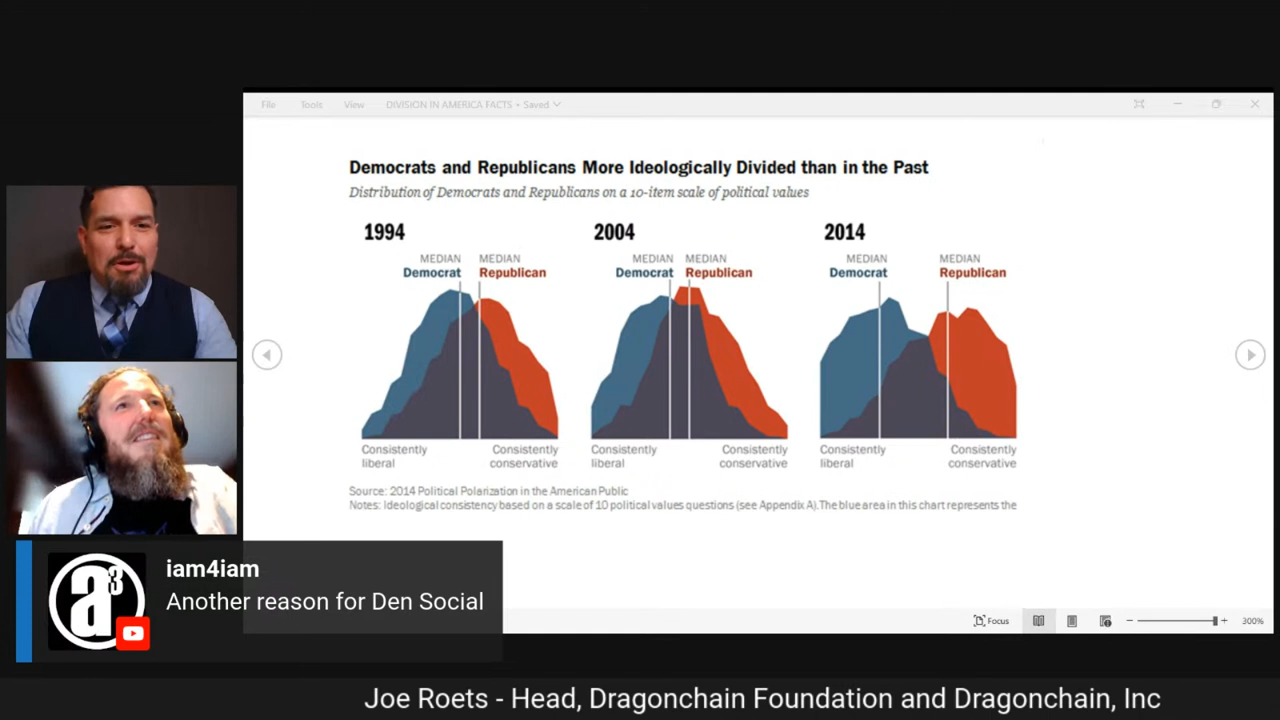 File Tools View DIVISION IN AMERICA FACTS • Saved
Democrats and Republicans More Ideologically Divided than in the Past
Distribution of Democrats and Republicans on a 10-item scale of political values
1994
MEDIAN Democrat
MEDIAN Republican
Consistently liberal
Consistently conservative
2004
MEDIAN Democrat
MEDIAN Republican
Consistently liberal
Consistently conservative
2014
MEDIAN Democrat
MEDIAN Republican
Consistently liberal
Consistently conservative
Source: 2014 Political Polarization in the American Public
Notes: Ideological consistency based on a scale of 10 political values questions (see Appendix A). The blue area in this chart represents the
a3
iam4iam
Another reason for Den Social
Focus
300%
Joe Roets - Head, Dragonchain Foundation and Dragonchain, Inc